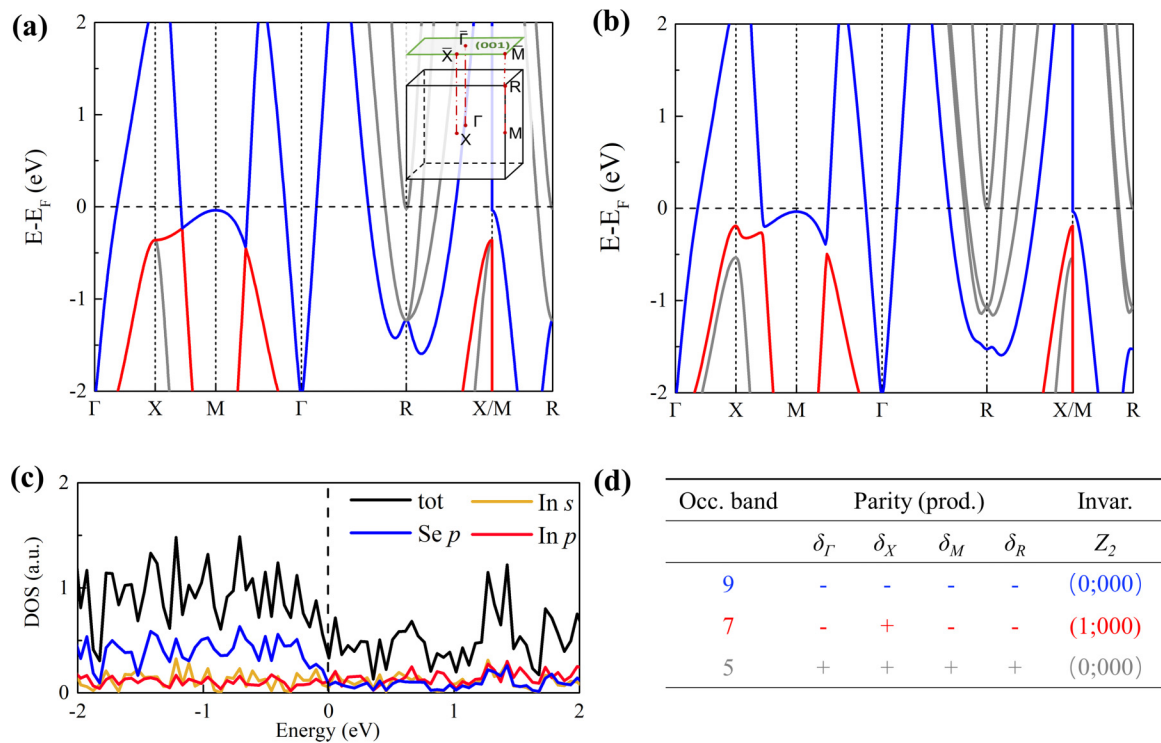 (a)
2
1
0
-1
-2
E-E_F (eV)
Γ X M Γ R X/M R
Γ̄
(001)
X̄
M̄
R
Γ
X
M
(b)
2
1
0
-1
-2
E-E_F (eV)
Γ X M Γ R X/M R
(c)
2
1
0
DOS (a.u.)
tot In s
Se p In p
-2 -1 0 1 2
Energy (eV)
(d)
Occ. band Parity (prod.) Invar.
δ_Γ δ_X δ_M δ_R Z_2
9 - - - - (0;000)
7 - + - - (1;000)
5 + + + + (0;000)